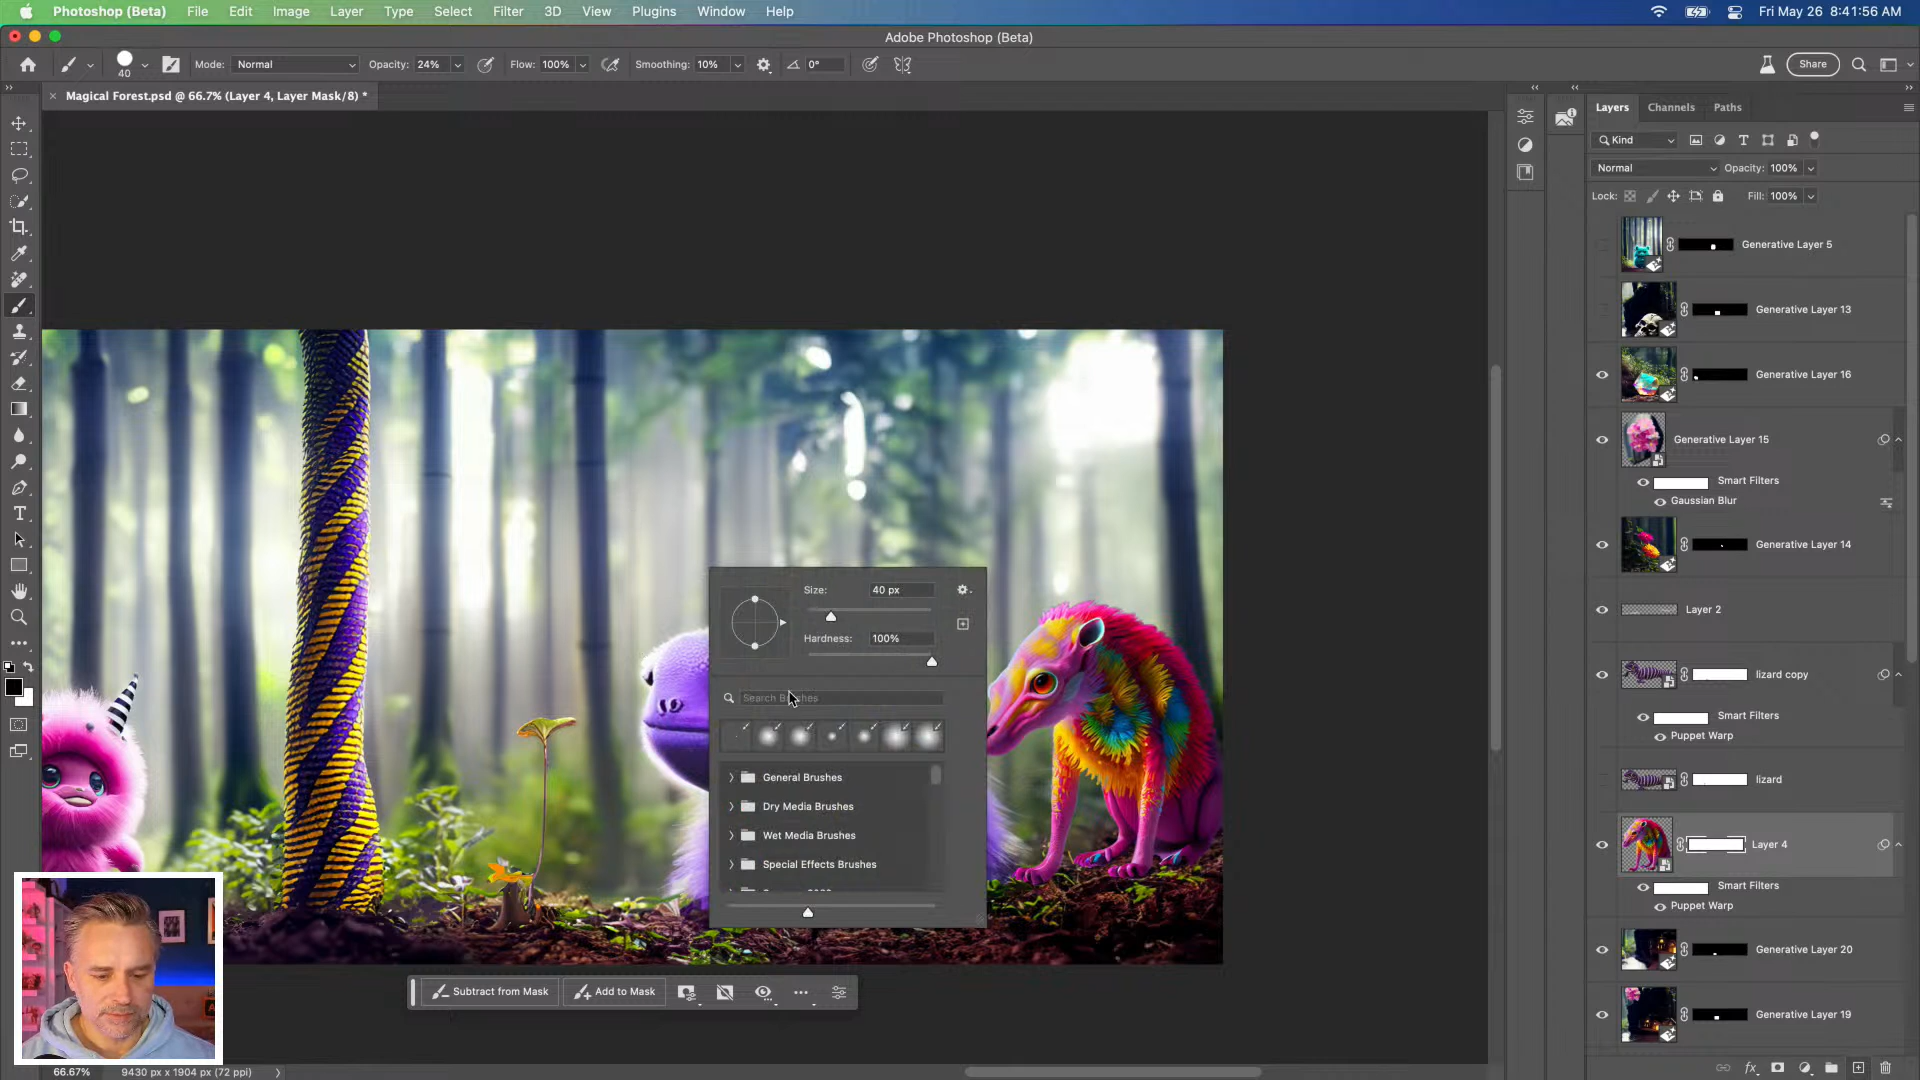 Photoshop (Beta) File Edit Image Layer Type Select Filter 3D View Plugins Window Help Fri May 26 8:41:56 AM
Adobe Photoshop (Beta)
40 Mode: Normal Opacity: 24% Flow: 100% Smoothing: 10% 0° Share
Magical Forest.psd @ 66.7% (Layer 4, Layer Mask/8) *
Layers Channels Paths
Kind
Normal Opacity: 100%
Lock: Fill: 100%
Generative Layer 5
Generative Layer 13
Generative Layer 16
Generative Layer 15
Smart Filters
Gaussian Blur
Generative Layer 14
Layer 2
lizard copy
Smart Filters
Puppet Warp
lizard
Layer 4
Smart Filters
Puppet Warp
Generative Layer 20
Generative Layer 19
Size: 40 px
Hardness: 100%
Search Brushes
General Brushes
Dry Media Brushes
Wet Media Brushes
Special Effects Brushes
Subtract from Mask Add to Mask
66.67% 9430 px x 1904 px (72 ppi)